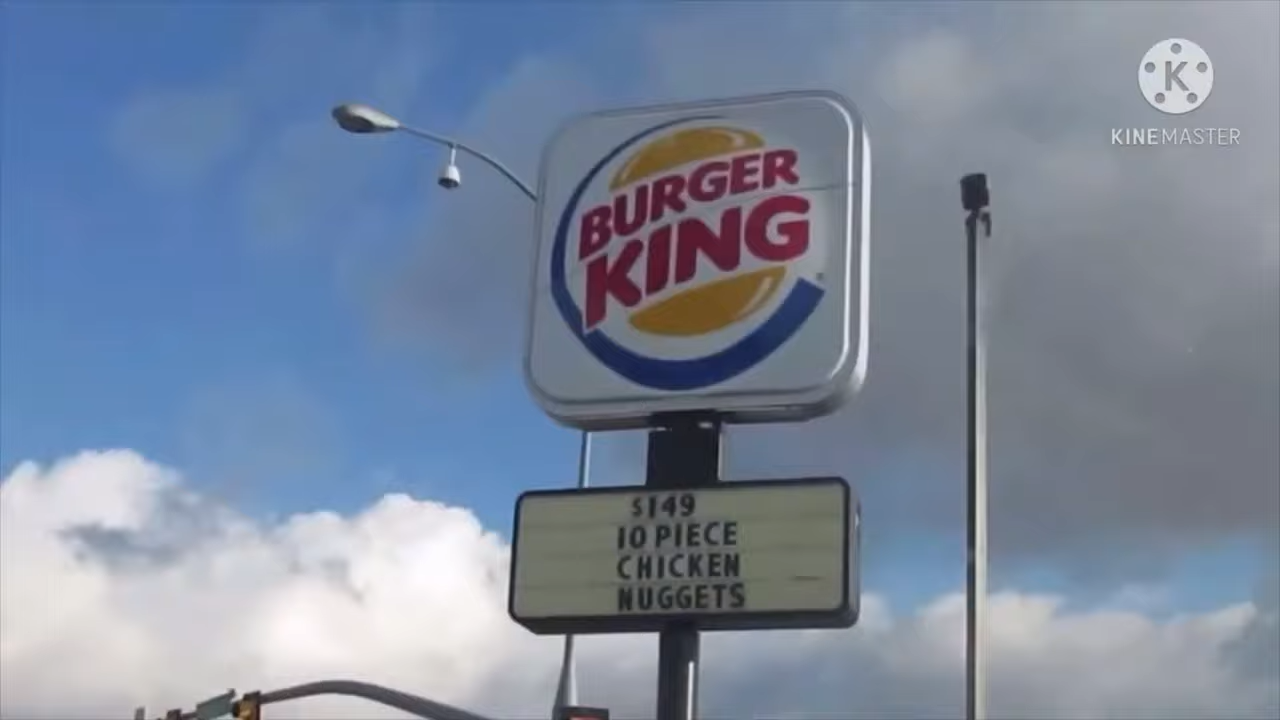 K
KINEMASTER
BURGER
KING
$149
10 PIECE
CHICKEN
NUGGETS